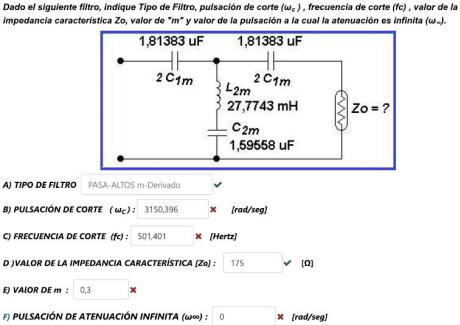 Dado el siguiente filtro, indique Tipo de Filtro, pulsación de corte (ωc) , frecuencia de corte (fc) , valor de la
impedancia característica Zo, valor de "m" y valor de la pulsación a la cual la atenuación es infinita (ω∞).
1,81383 uF 1,81383 uF
2 C1m 2 C1m
L2m
27,7743 mH
Zo = ?
C2m
1,59558 uF
A) TIPO DE FILTRO PASA-ALTOS m-Derivado ✔
B) PULSACIÓN DE CORTE (ωC) : 3150,396 ✖ [rad/seg]
C) FRECUENCIA DE CORTE (fc) : 501,401 ✖ [Hertz]
D )VALOR DE LA IMPEDANCIA CARACTERÍSTICA [Zo] : 175 ✔ [Ω]
E) VAlOR DE m : 0,3 ✖
F) PULSACIÓN DE ATENUACIÓN INFINITA (ω∞) : 0 ✖ [rad/seg]